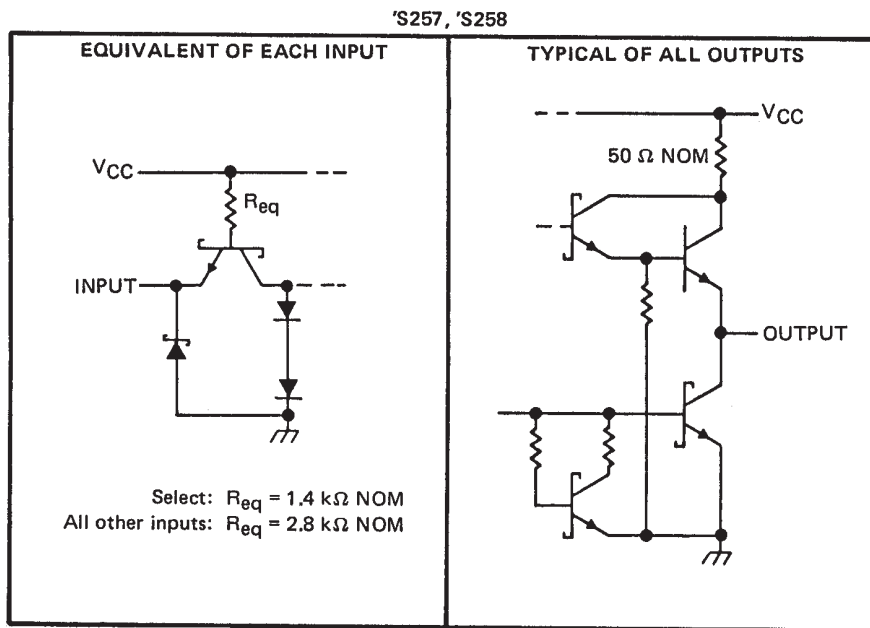 'S257, 'S258
EQUIVALENT OF EACH INPUT
VCC
Req
INPUT
Select: Req = 1.4 kΩ NOM
All other inputs: Req = 2.8 kΩ NOM
TYPICAL OF ALL OUTPUTS
VCC
50 Ω NOM
OUTPUT